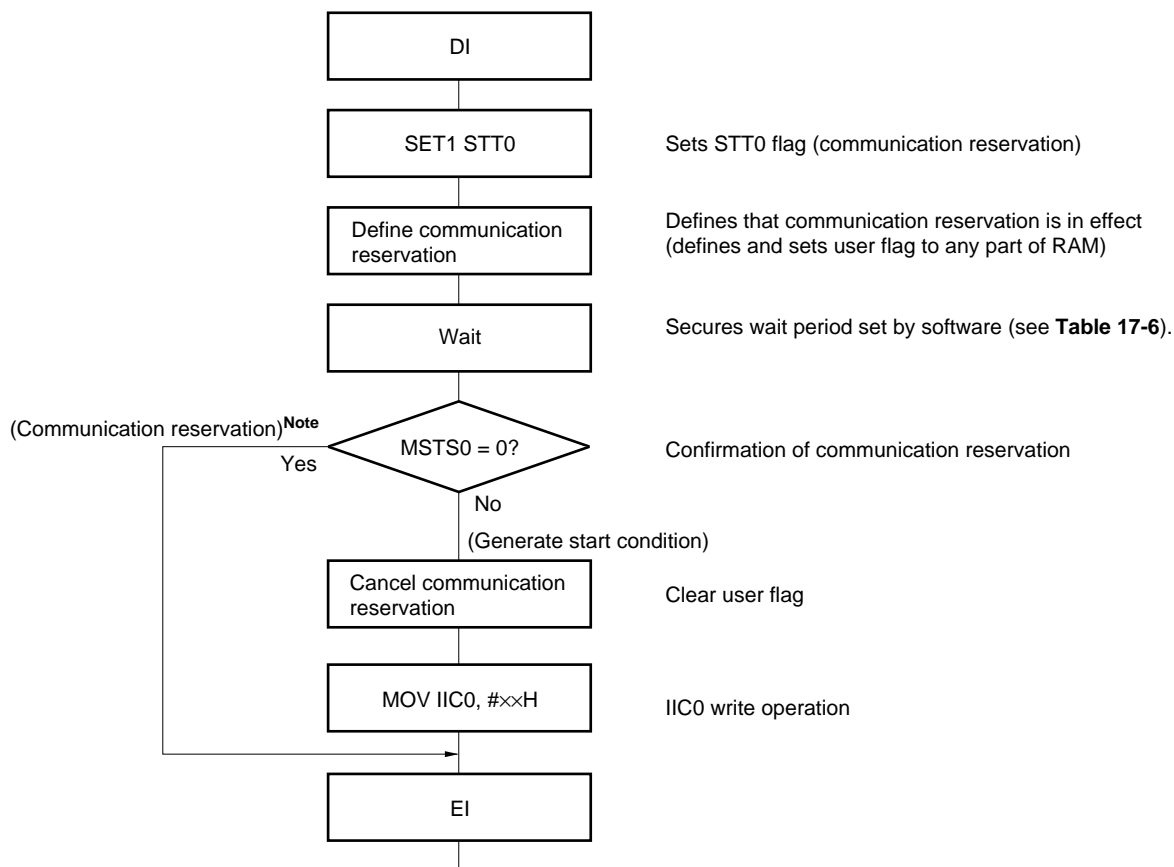 DI
SET1 STT0
Sets STT0 flag (communication reservation)
Define communication
reservation
Defines that communication reservation is in effect
(defines and sets user flag to any part of RAM)
Wait
Secures wait period set by software (see Table 17-6).
(Communication reservation)Note
Yes
MSTS0 = 0?
Confirmation of communication reservation
No
(Generate start condition)
Cancel communication
reservation
Clear user flag
MOV IIC0, #××H
IIC0 write operation
EI